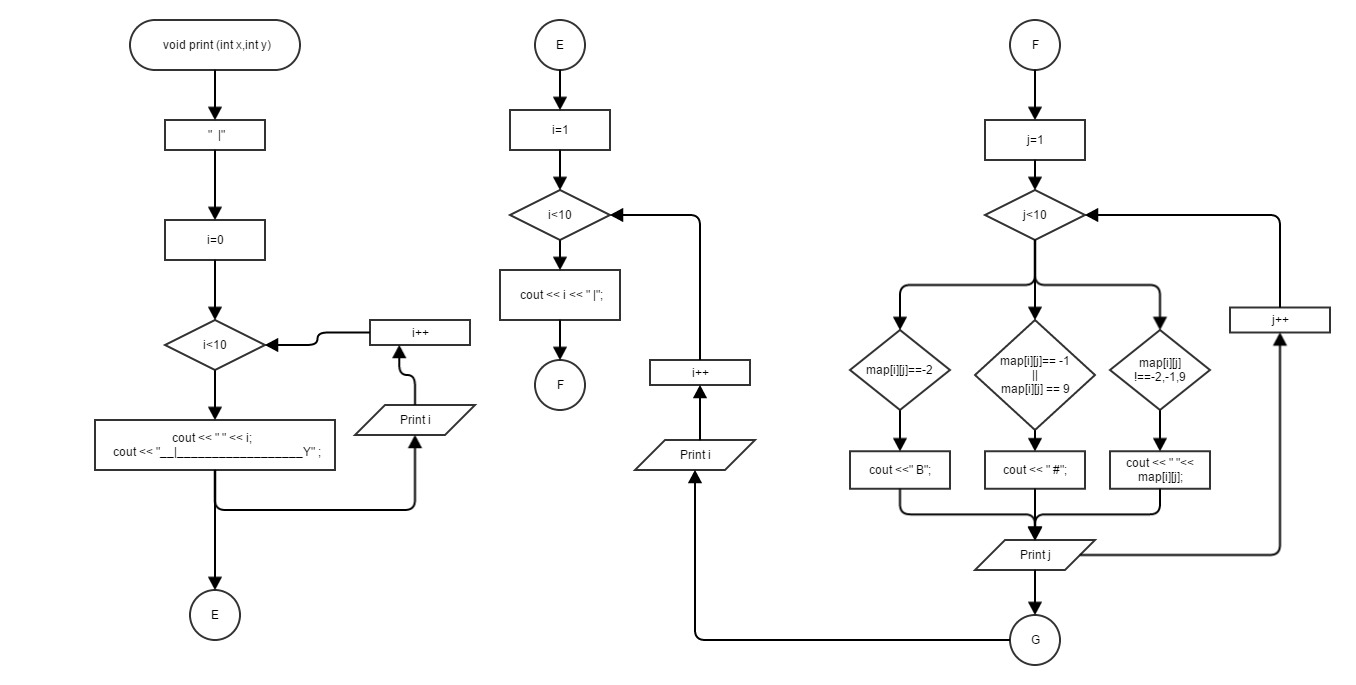 void print (int x,int y)
" |"
i=0
i<10
i++
Print i
cout << " " << i;
cout << "__|__________________Y" ;
E
E
i=1
i<10
cout << i << " |";
F
i++
Print i
F
j=1
j<10
j++
map[i][j]==-2
map[i][j]== -1
||
map[i][j] == 9
map[i][j]
!==-2,-1,9
cout <<" B";
cout << " #";
cout << " "<<
map[i][j];
Print j
G